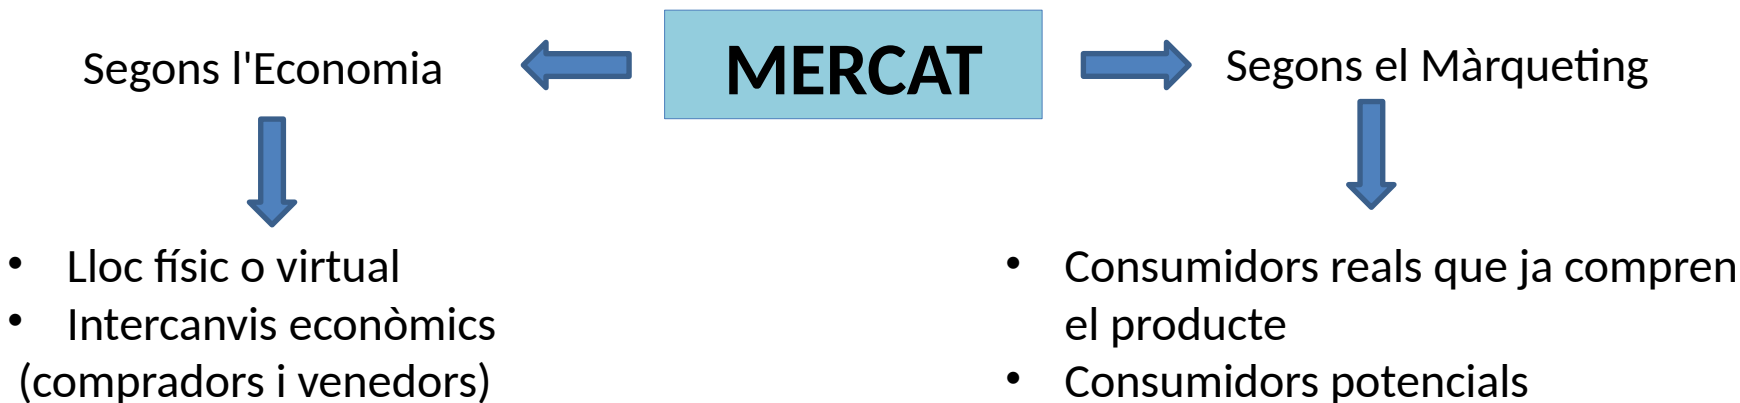 MERCAT
Segons l'Economia
Segons el Màrqueting
• Lloc físic o virtual
• Intercanvis econòmics
(compradors i venedors)
• Consumidors reals que ja compren
el producte
• Consumidors potencials